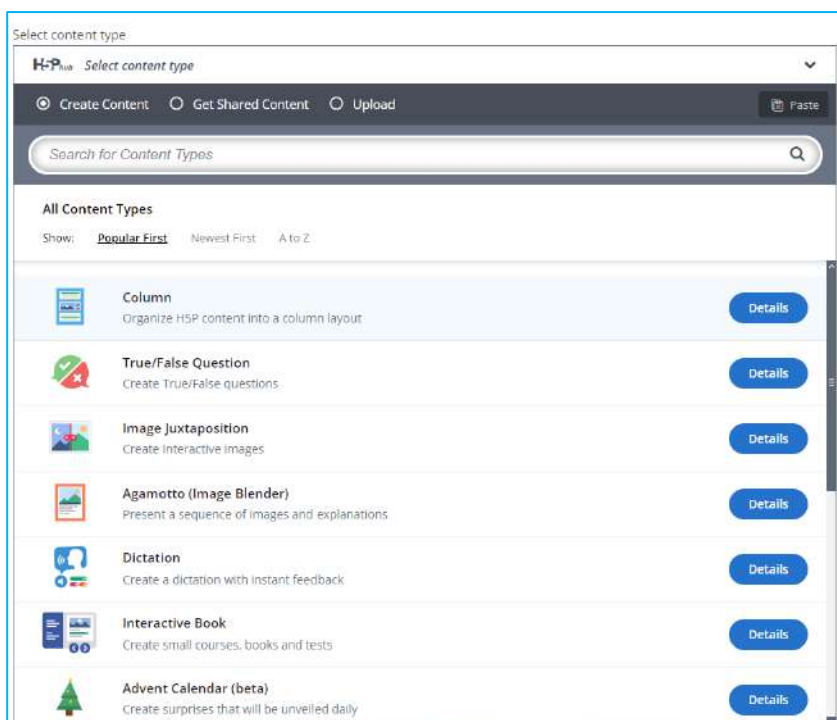 Select content type
H5P hub Select content type
Create Content Get Shared Content Upload Paste
Search for Content Types
All Content Types
Show: Popular First Newest First A to Z
Column
Organize H5P content into a column layout
Details
True/False Question
Create True/False questions
Details
Image Juxtaposition
Create interactive images
Details
Agamotto (Image Blender)
Present a sequence of images and explanations
Details
Dictation
Create a dictation with instant feedback
Details
Interactive Book
Create small courses, books and tests
Details
Advent Calendar (beta)
Create surprises that will be unveiled daily
Details